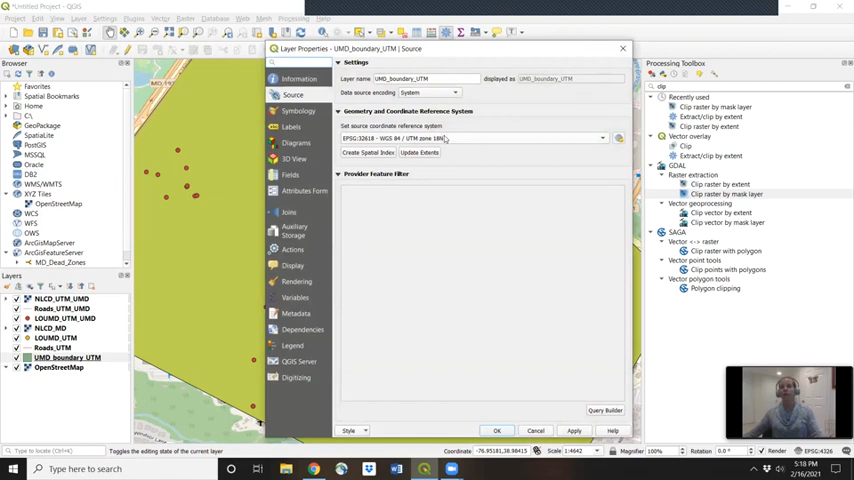 *Untitled Project — QGIS
Project Edit View Layer Settings Plugins Vector Raster Database Web Mesh Processing Help
Browser
Favorites
Spatial Bookmarks
Home
C:\
GeoPackage
SpatiaLite
PostGIS
MSSQL
Oracle
DB2
WMS/WMTS
XYZ Tiles
OpenStreetMap
WCS
WFS
OWS
ArcGisMapServer
ArcGisFeatureServer
MD_Dead_Zones
Layers
NLCD_UTM_UMD
Roads_UTM_UMD
LOUMD_UTM_UMD
NLCD_MD
LOUMD_UTM
Roads_UTM
UMD_boundary_UTM
OpenStreetMap
Layer Properties - UMD_boundary_UTM | Source
Information
Source
Symbology
Labels
Diagrams
3D View
Fields
Attributes Form
Joins
Auxiliary
Storage
Actions
Display
Rendering
Variables
Metadata
Dependencies
Legend
QGIS Server
Digitizing
Settings
Layer name UMD_boundary_UTM displayed as UMD_boundary_UTM
Data source encoding System
Geometry and Coordinate Reference System
Set source coordinate reference system
EPSG:32618 - WGS 84 / UTM zone 18N
Create Spatial Index Update Extents
Provider Feature Filter
Query Builder
Style OK Cancel Apply Help
Processing Toolbox
clip
Recently used
Clip raster by mask layer
Extract/clip by extent
Vector overlay
Clip
Extract/clip by extent
GDAL
Raster extraction
Clip raster by extent
Clip raster by mask layer
Vector geoprocessing
Clip vector by extent
Clip vector by mask layer
SAGA
Vector <-> raster
Clip raster with polygon
Vector point tools
Clip points with polygons
Vector polygon tools
Polygon clipping
Type to locate (Ctrl+K) Toggles the editing state of the current layer Coordinate -76.95181,38.98415 Scale 1:4642 Magnifier 100% Rotation 0.0° Render EPSG:4326
Type here to search
5:18 PM
2/16/2021